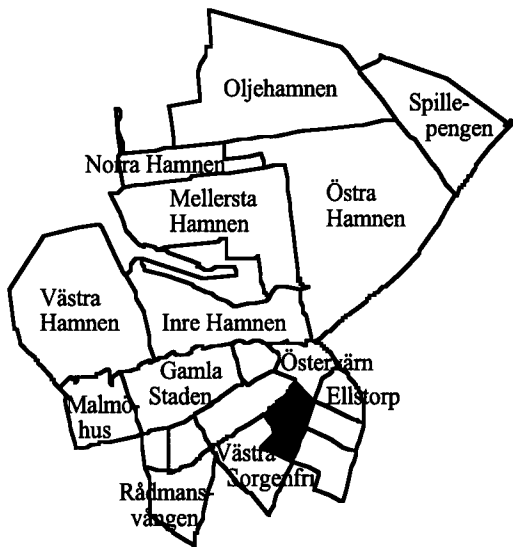 Oljehamnen
Spille-
pengen
Norra Hamnen
Mellersta
Hamnen
Östra
Hamnen
Västra
Hamnen
Inre Hamnen
Östervärn
Gamla
Staden
Ellstorp
Malmö-
hus
Västra
Sorgenfri
Rådmans-
vången